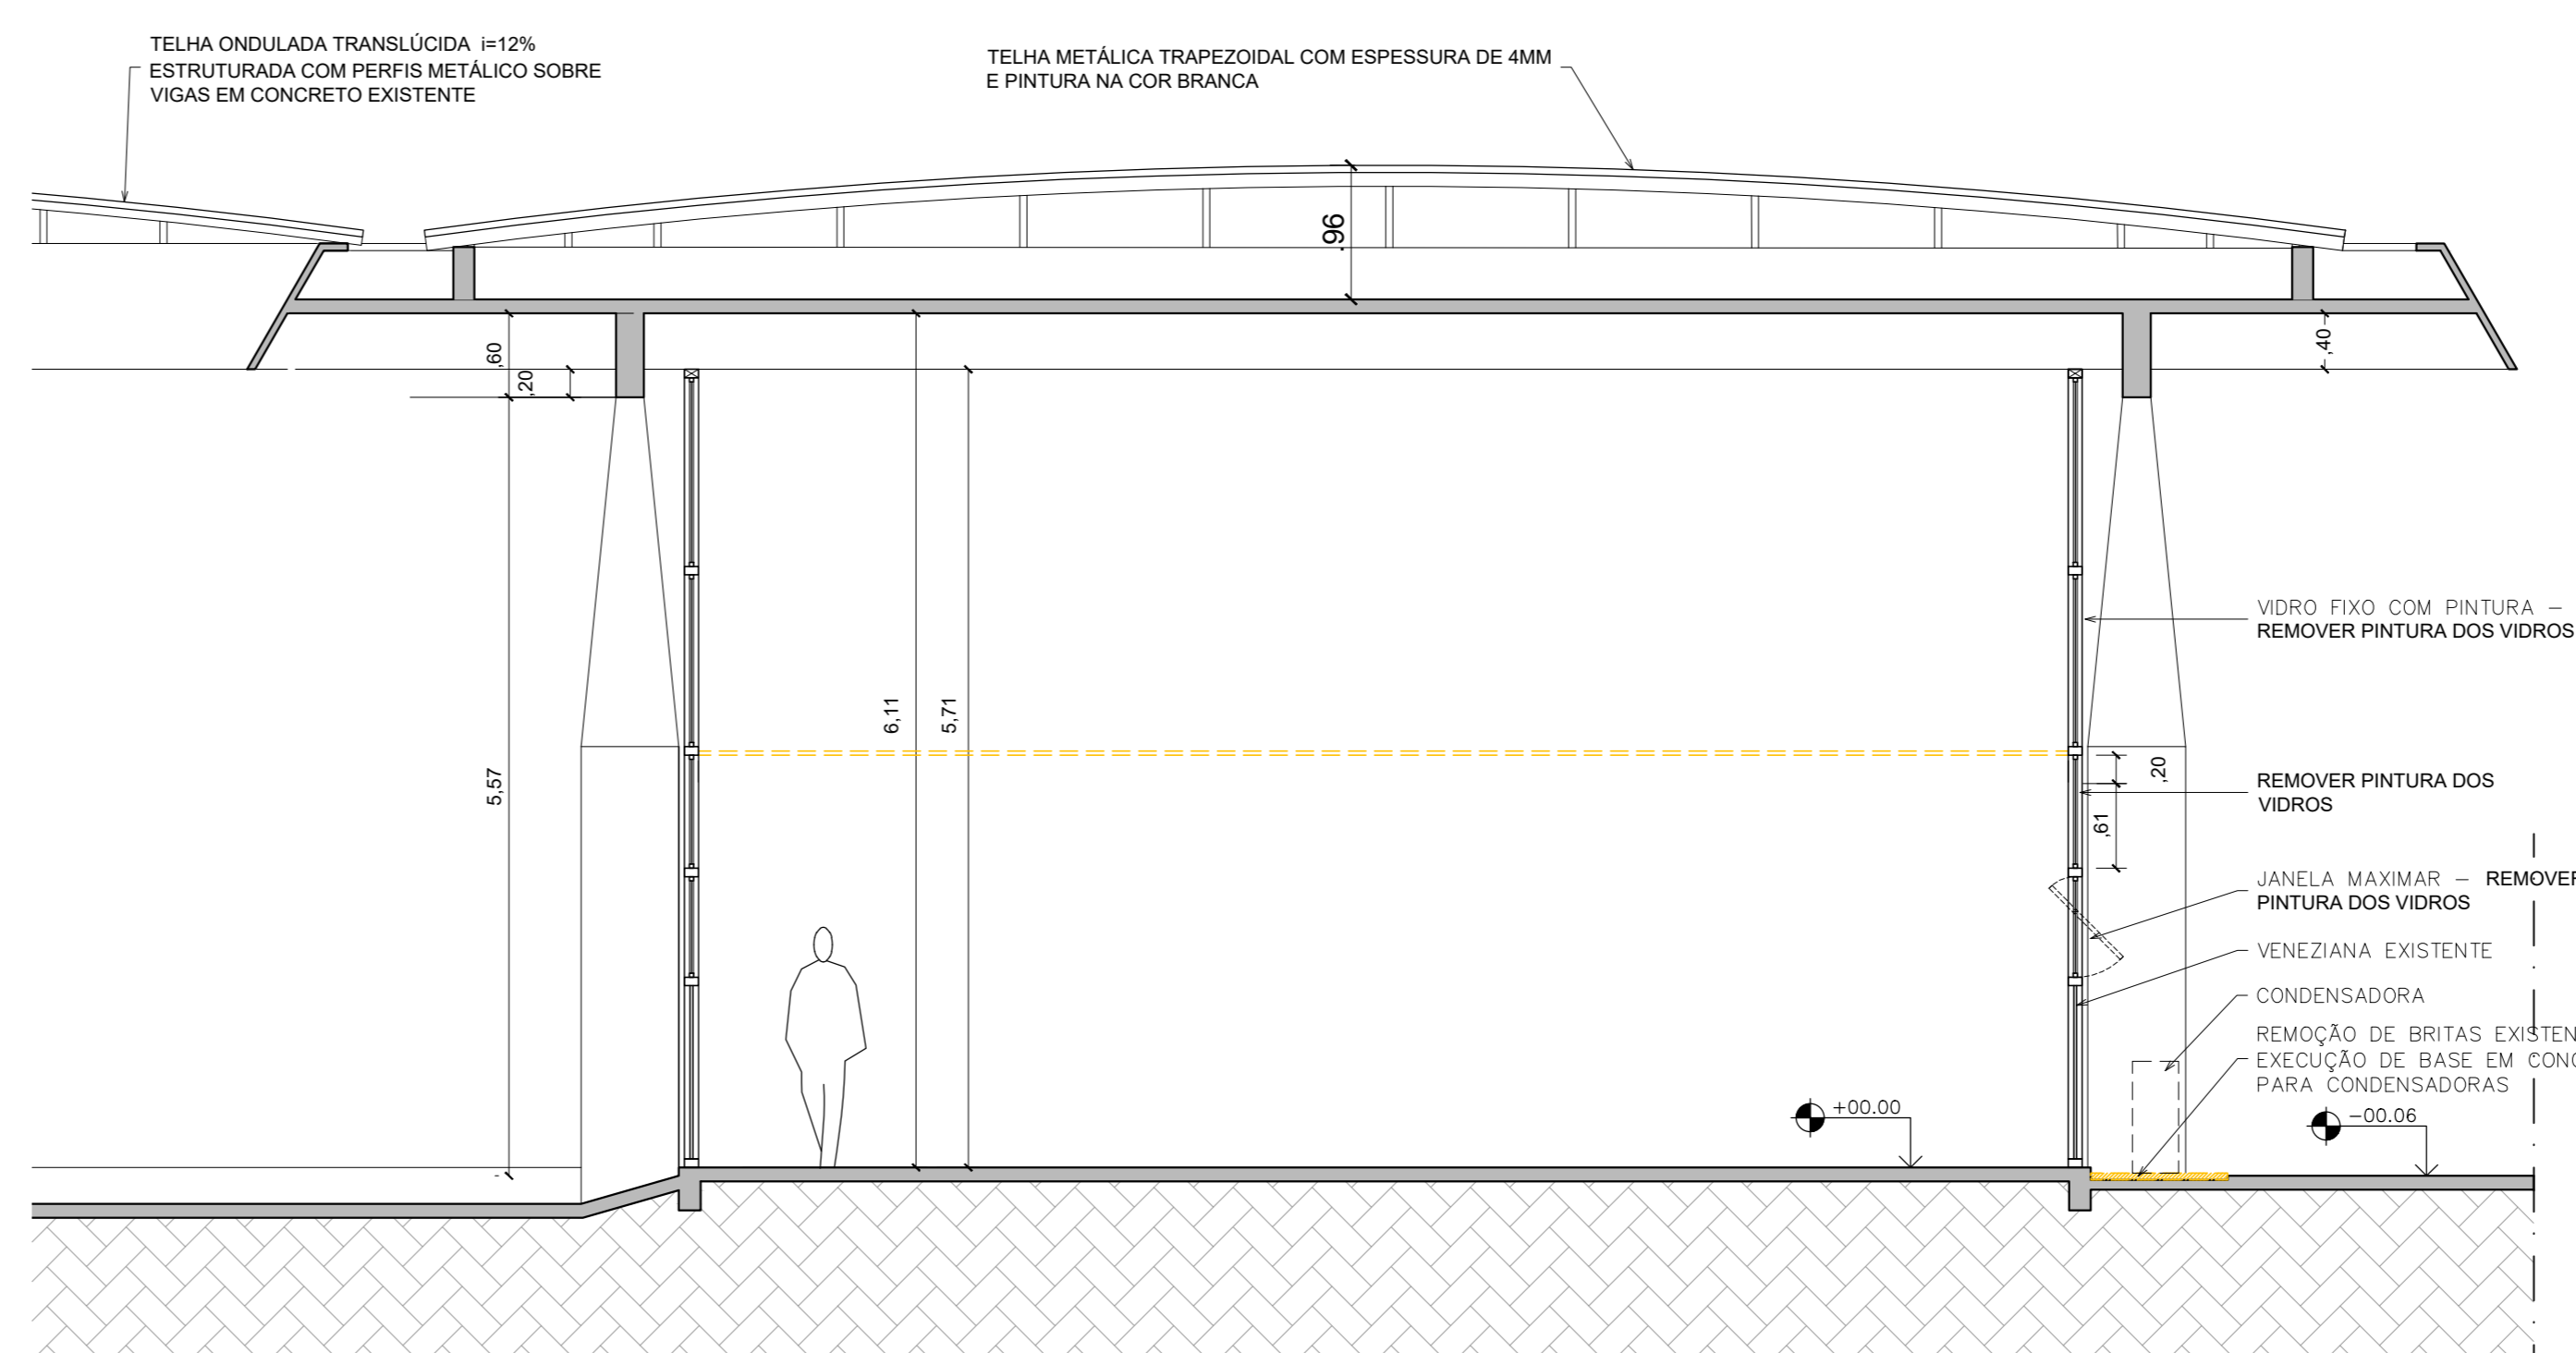 TELHA ONDULADA TRANSLÚCIDA i=12%
ESTRUTURADA COM PERFIS METÁLICO SOBRE
VIGAS EM CONCRETO EXISTENTE
TELHA METÁLICA TRAPEZOIDAL COM ESPESSURA DE 4MM
E PINTURA NA COR BRANCA
.96
,60
,20
,40
5,57
6,11
5,71
VIDRO FIXO COM PINTURA –
REMOVER PINTURA DOS VIDROS
,20
,61
REMOVER PINTURA DOS
VIDROS
JANELA MAXIMAR – REMOVER
PINTURA DOS VIDROS
VENEZIANA EXISTENTE
CONDENSADORA
REMOÇÃO DE BRITAS
EXECUÇÃO DE BASE EM
PARA CONDENSADORAS
+00.00
–00.06